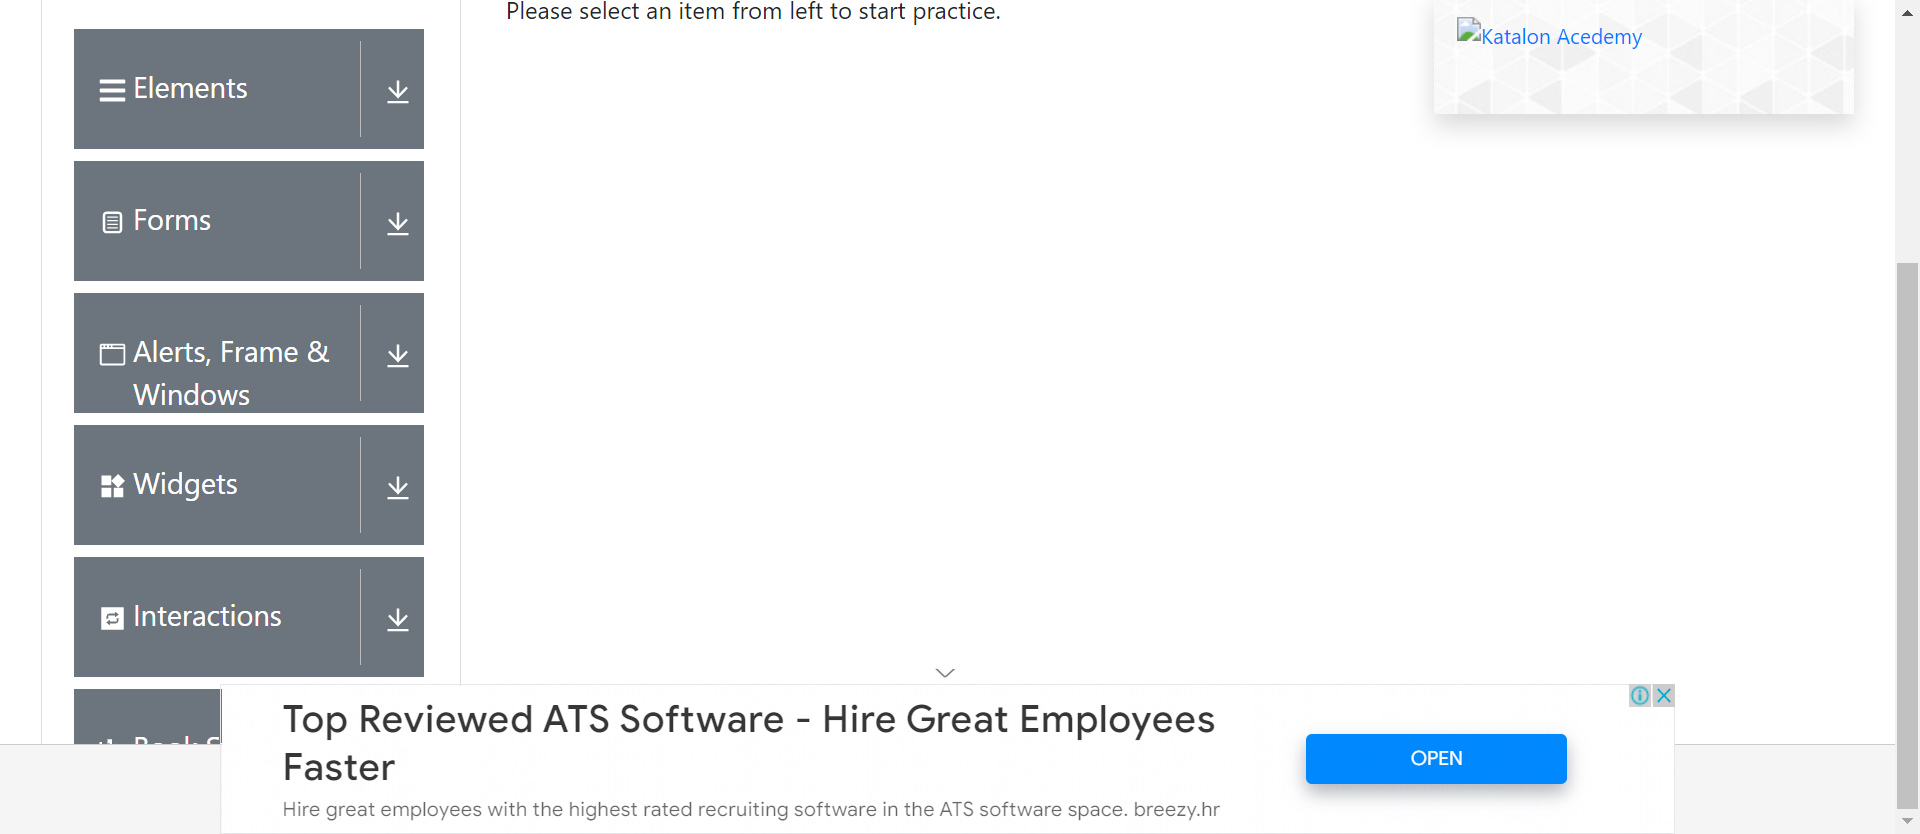 Please select an item from left to start practice.
Katalon Acedemy
Elements
Forms
Alerts, Frame &
Windows
Widgets
Interactions
Top Reviewed ATS Software - Hire Great Employees
Faster
Hire great employees with the highest rated recruiting software in the ATS software space. breezy.hr
OPEN